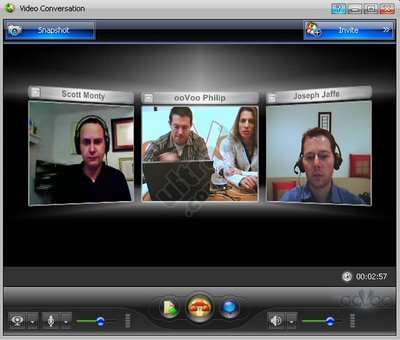 Video Conversation
Snapshot
Invite
Scott Monty
ooVoo Philip
Joseph Jaffe
00:02:57
ooVoo